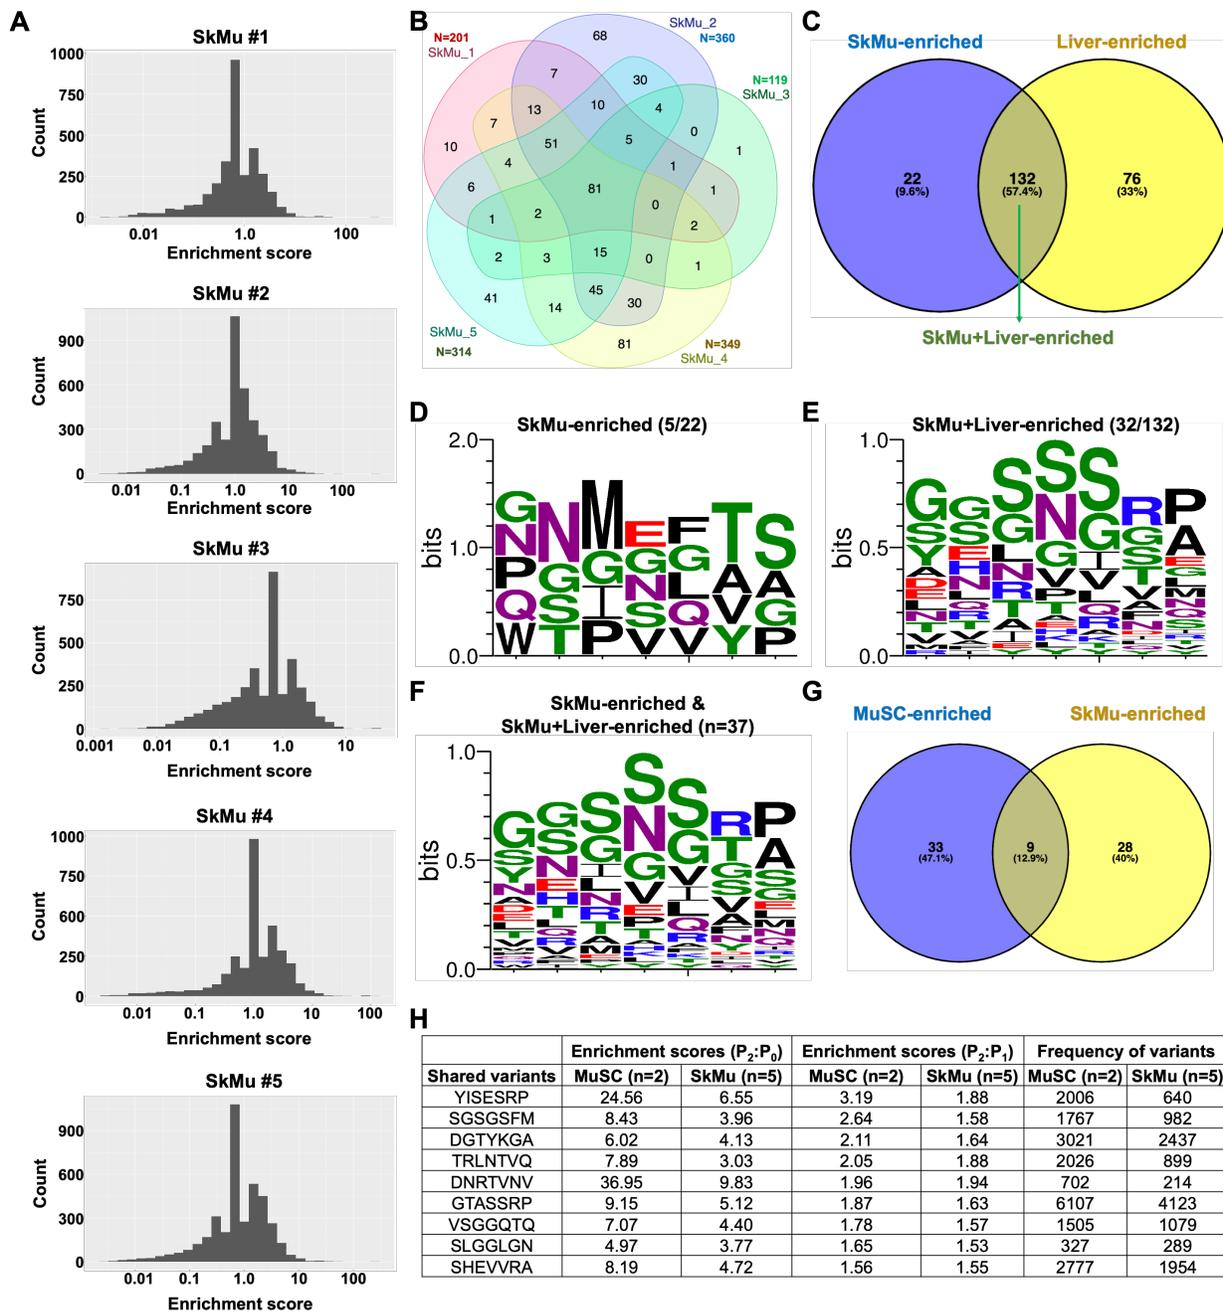 A
SkMu #1
1000
750
500
250
0
Count
0.01 1.0 100
Enrichment score
SkMu #2
900
600
300
0
Count
0.01 0.1 1.0 10 100
Enrichment score
SkMu #3
750
500
250
0
Count
0.001 0.01 0.1 1.0 10
Enrichment score
SkMu #4
1000
750
600
250
0
Count
0.01 0.1 1.0 10 100
Enrichment score
SkMu #5
900
600
300
0
Count
0.01 0.1 1.0 10 100
Enrichment score
B
N=201
SkMu_1
SkMu_2
N=360
N=119
SkMu_3
68
7 30
13 10 4
7 0
10 51 5 1
4 1
6 81 1
0
1 2 2
2 3 15 0 1
41 45
14 30
81
SkMu_5
N=314
N=349
SkMu_4
C
SkMu-enriched Liver-enriched
22 132 76
(9.6%) (57.4%) (33%)
SkMu+Liver-enriched
D
SkMu-enriched (5/22)
2.0
1.0
0.0
bits
G N P Q W
N G S T
M G I P
E G N S V
F G L Q V
T A V Y
S A G P
E
SkMu+Liver-enriched (32/132)
1.0
0.5
0.0
bits
F
SkMu-enriched &
SkMu+Liver-enriched (n=37)
1.0
0.5
0.0
bits
G
MuSC-enriched SkMu-enriched
33 9 28
(47.1%) (12.9%) (40%)
H
Enrichment scores (P2:P0) Enrichment scores (P2:P1) Frequency of variants
Shared variants MuSC (n=2) SkMu (n=5) MuSC (n=2) SkMu (n=5) MuSC (n=2) SkMu (n=5)
YISESRP 24.56 6.55 3.19 1.88 2006 640
SGSGSFM 8.43 3.96 2.64 1.58 1767 982
DGTYKGA 6.02 4.13 2.11 1.64 3021 2437
TRLNTVQ 7.89 3.03 2.05 1.88 2026 899
DNRTVNV 36.95 9.83 1.96 1.94 702 214
GTASSRP 9.15 5.12 1.87 1.63 6107 4123
VSGGQTQ 7.07 4.40 1.78 1.57 1505 1079
SLGGLGN 4.97 3.77 1.65 1.53 327 289
SHEVVRA 8.19 4.72 1.56 1.55 2777 1954